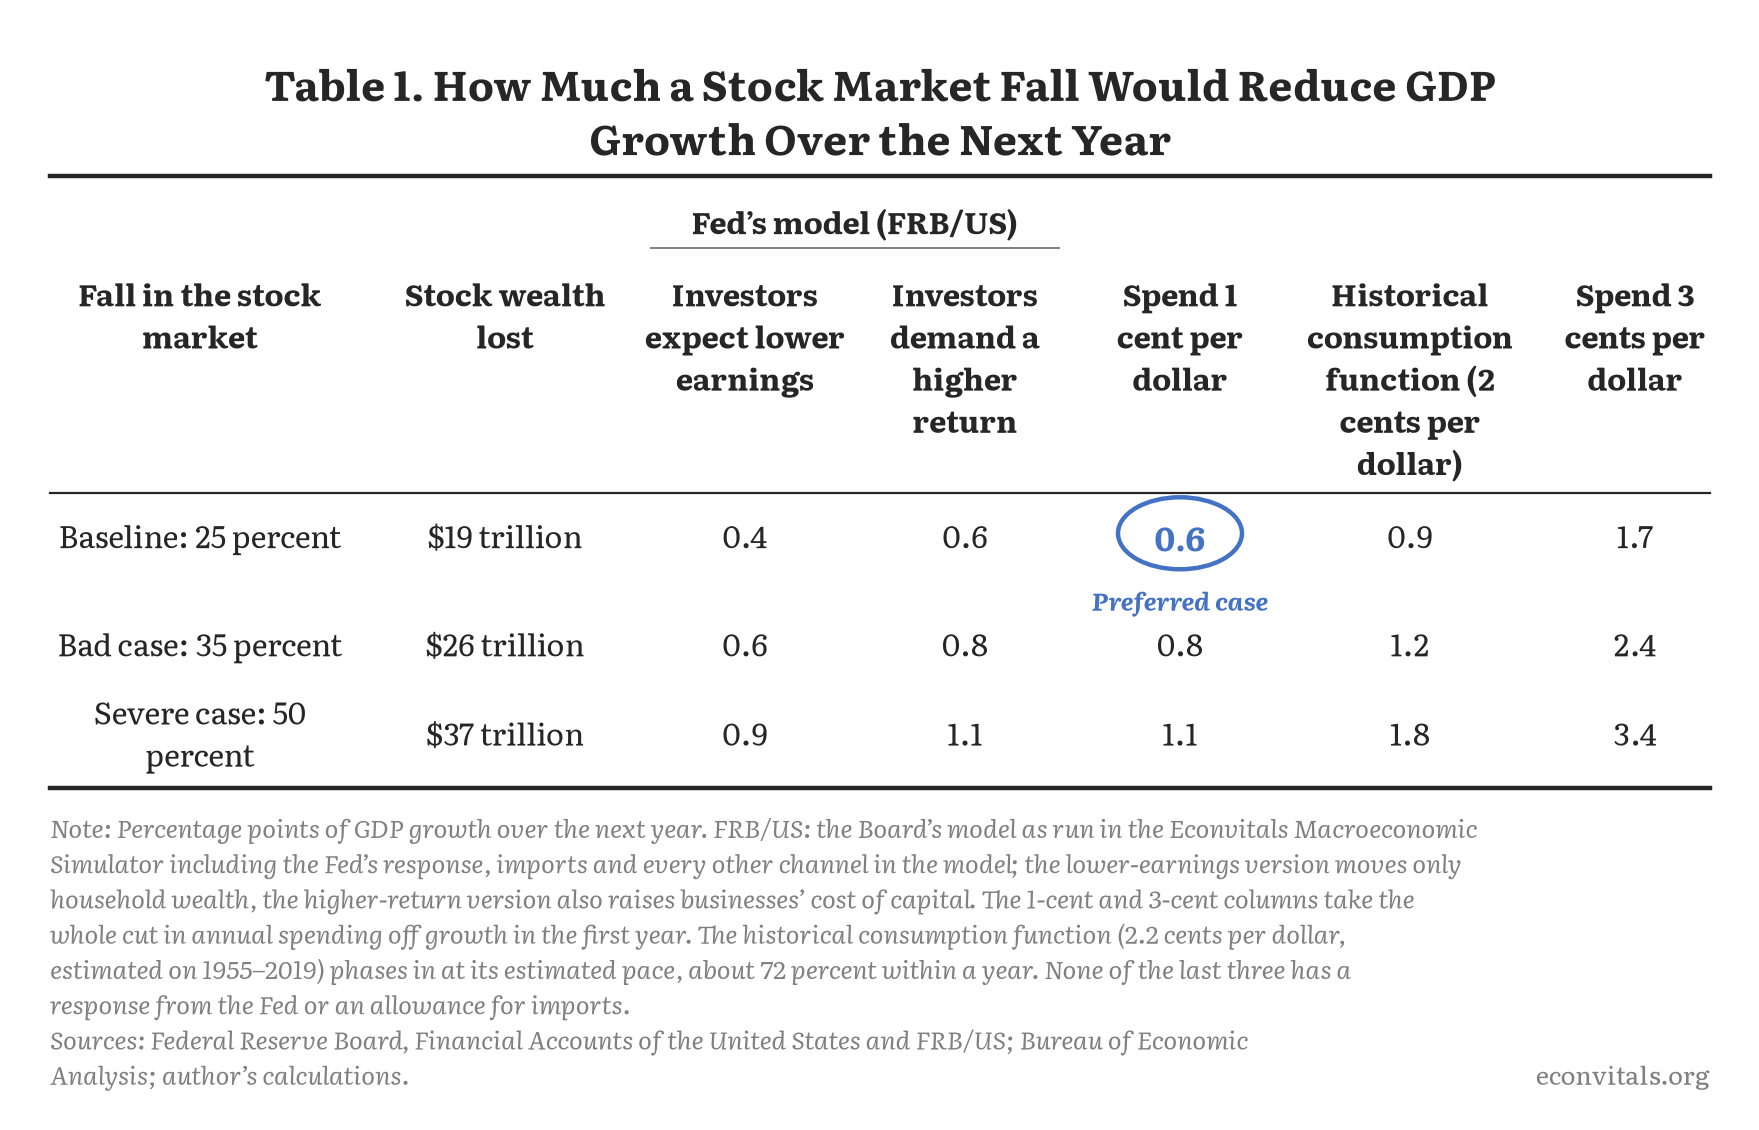 Table 1. How Much a Stock Market Fall Would Reduce GDP
Growth Over the Next Year
Fed’s model (FRB/US)
Fall in the stock
market
Stock wealth
lost
Investors
expect lower
earnings
Investors
demand a
higher
return
Spend 1
cent per
dollar
Historical
consumption
function (2
cents per
dollar)
Spend 3
cents per
dollar
Baseline: 25 percent $19 trillion 0.4 0.6 0.6 0.9 1.7
Preferred case
Bad case: 35 percent $26 trillion 0.6 0.8 0.8 1.2 2.4
Severe case: 50
percent
$37 trillion 0.9 1.1 1.1 1.8 3.4
Note: Percentage points of GDP growth over the next year. FRB/US: the Board’s model as run in the Econvitals Macroeconomic
Simulator including the Fed’s response, imports and every other channel in the model; the lower-earnings version moves only
household wealth, the higher-return version also raises businesses’ cost of capital. The 1-cent and 3-cent columns take the
whole cut in annual spending off growth in the first year. The historical consumption function (2.2 cents per dollar,
estimated on 1955–2019) phases in at its estimated pace, about 72 percent within a year. None of the last three has a
response from the Fed or an allowance for imports.
Sources: Federal Reserve Board, Financial Accounts of the United States and FRB/US; Bureau of Economic
Analysis; author’s calculations.
econvitals.org